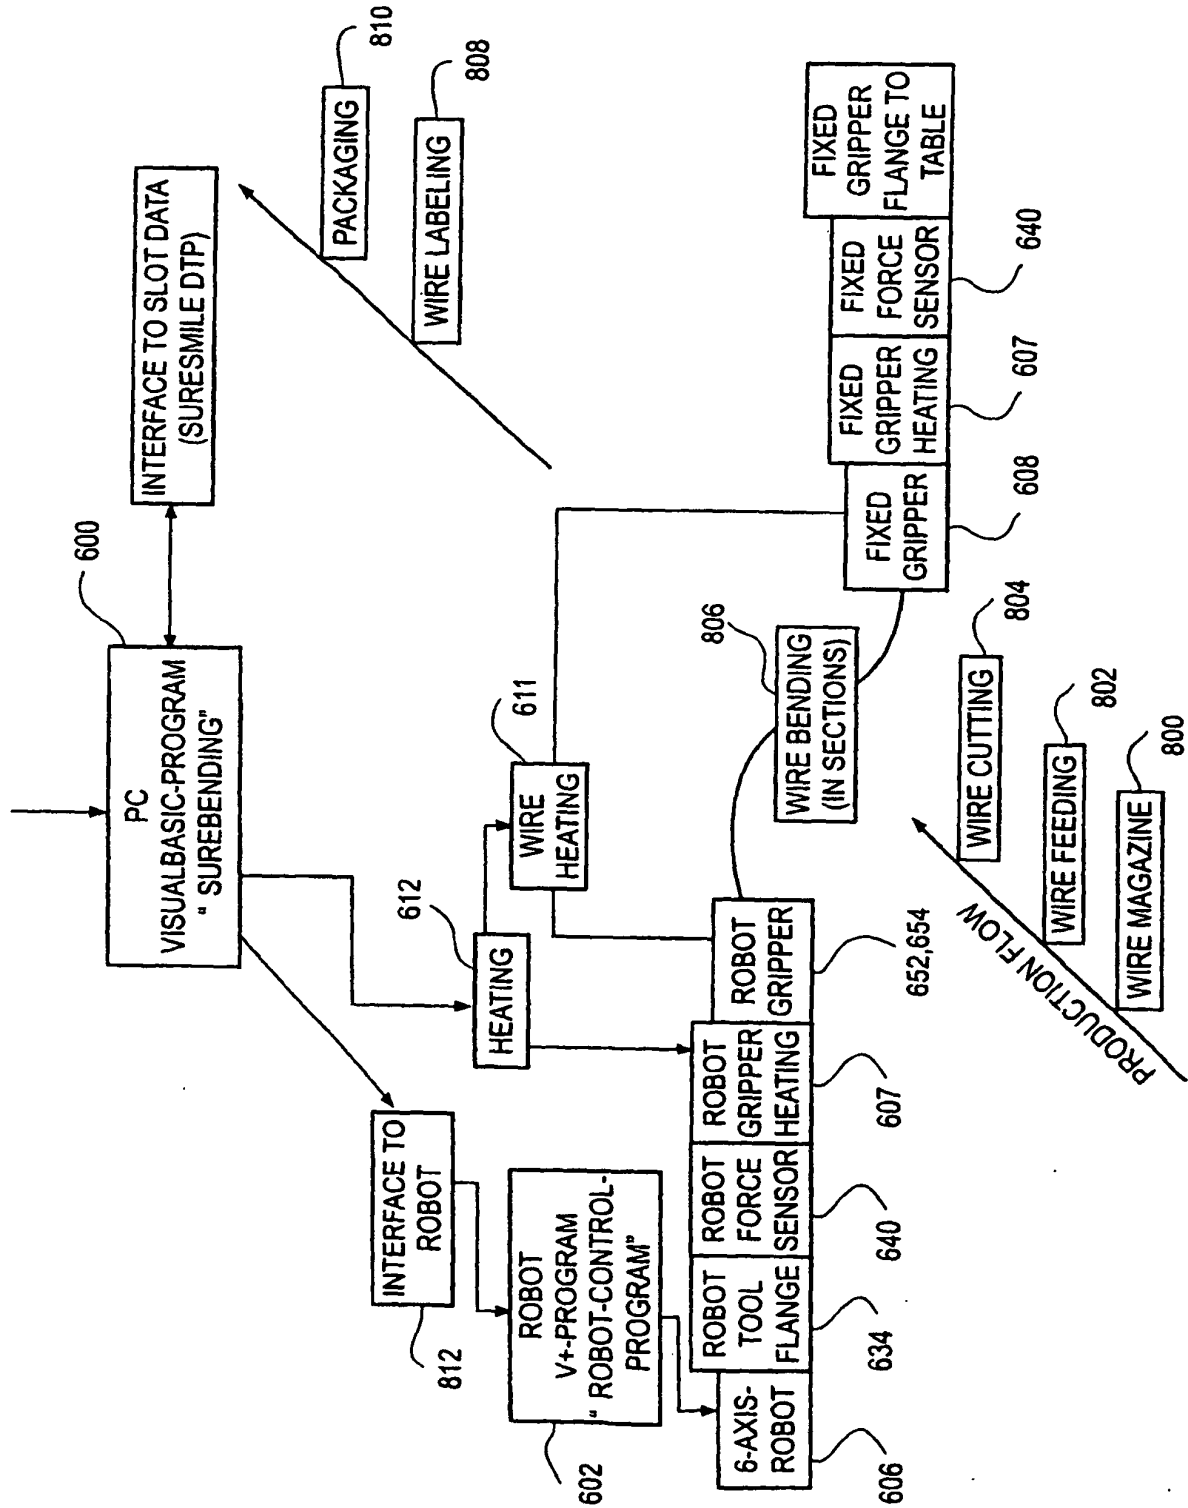 PC
VISUALBASIC-PROGRAM
“ SUREBENDING”
600
INTERFACE TO SLOT DATA
(SURESMILE DTP)
PACKAGING
810
WIRE LABELING
808
INTERFACE TO
ROBOT
812
HEATING
612
WIRE
HEATING
611
ROBOT
V+-PROGRAM
“ ROBOT-CONTROL-
PROGRAM”
602
6-AXIS-
ROBOT
606
ROBOT
TOOL
FLANGE
634
ROBOT
FORCE
SENSOR
640
ROBOT
GRIPPER
HEATING
607
ROBOT
GRIPPER
652,654
WIRE BENDING
(IN SECTIONS)
806
FIXED
GRIPPER
608
FIXED
GRIPPER
HEATING
607
FIXED
FORCE
SENSOR
640
FIXED
GRIPPER
FLANGE TO
TABLE
PRODUCTION FLOW
WIRE CUTTING
804
WIRE FEEDING
802
WIRE MAGAZINE
800